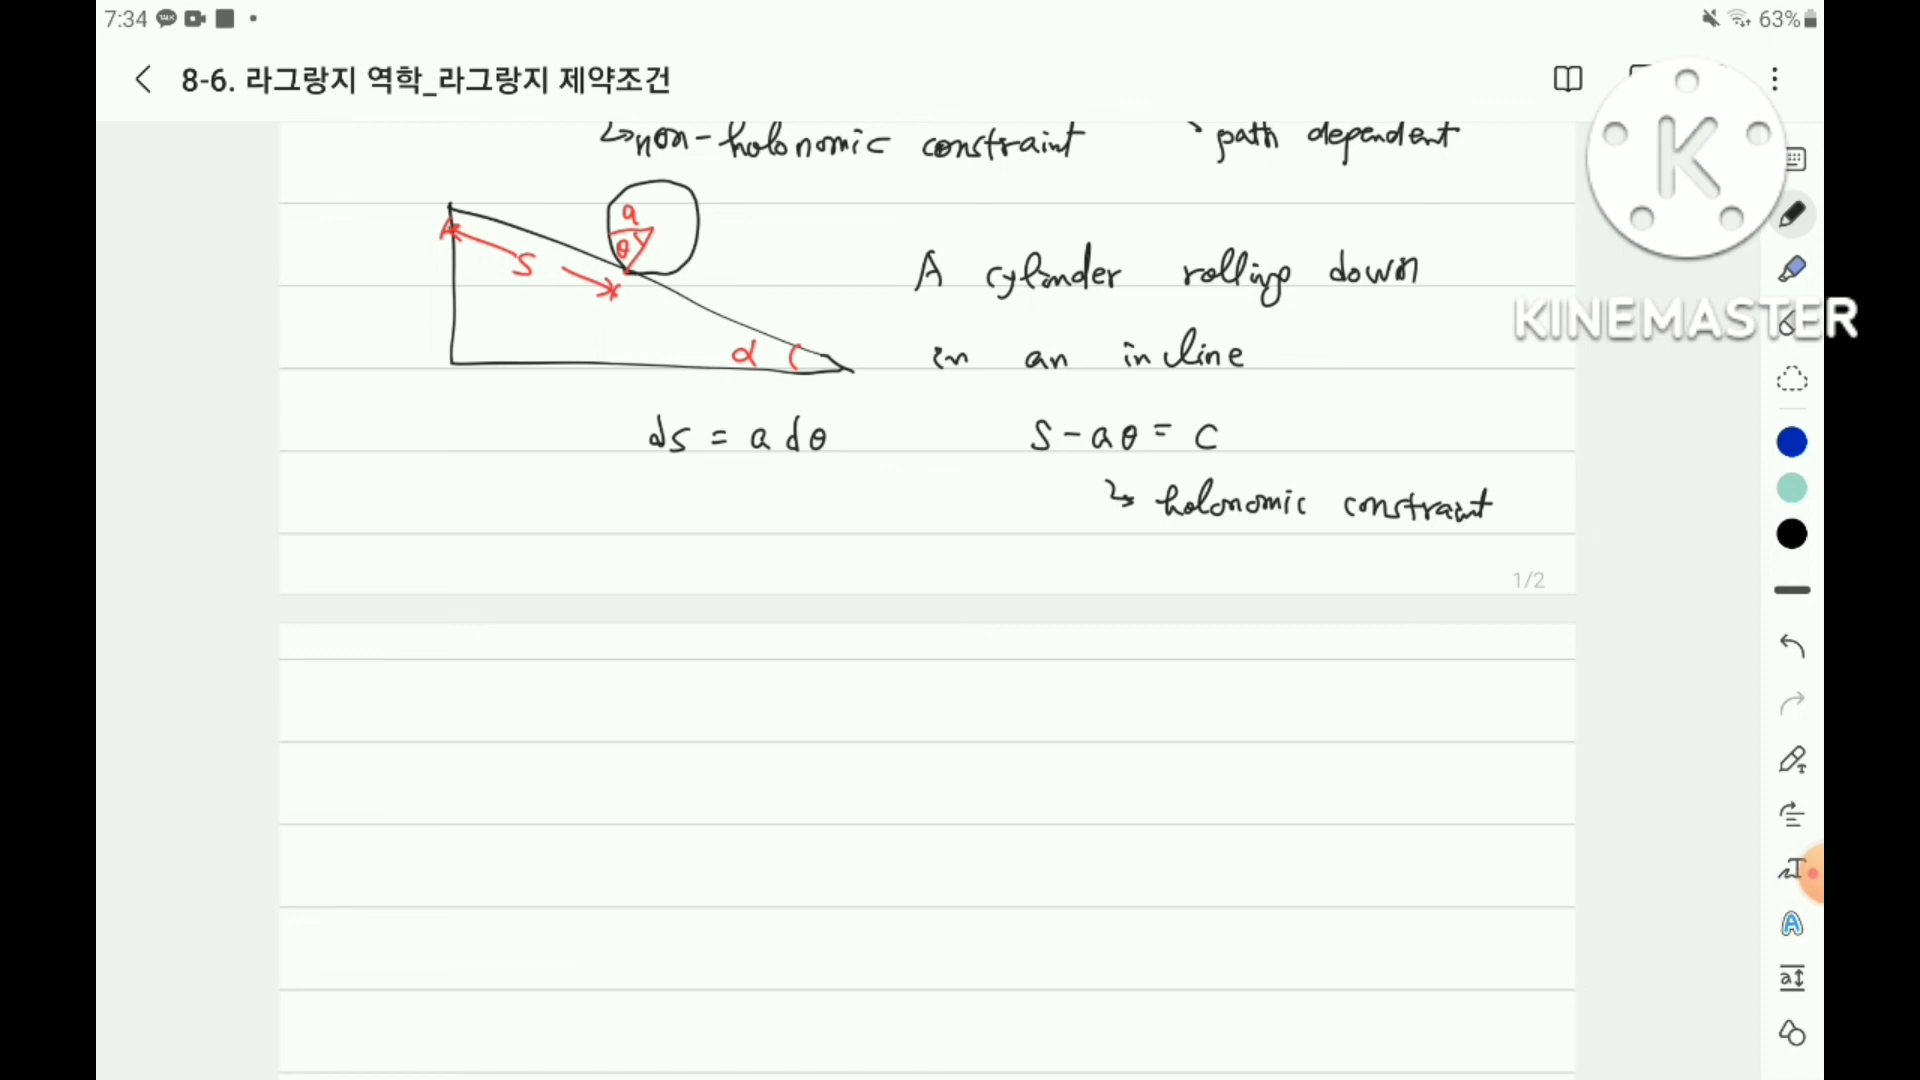 7:34
63%
8-6. 라그랑지 역학_라그랑지 제약조건
K
KINEMASTER
↳non-holonomic constraint
path dependent
a
θ
S
α
A cylinder rolling down
in an incline
ds = a dθ
S - aθ = C
↳ holonomic constraint
1/2